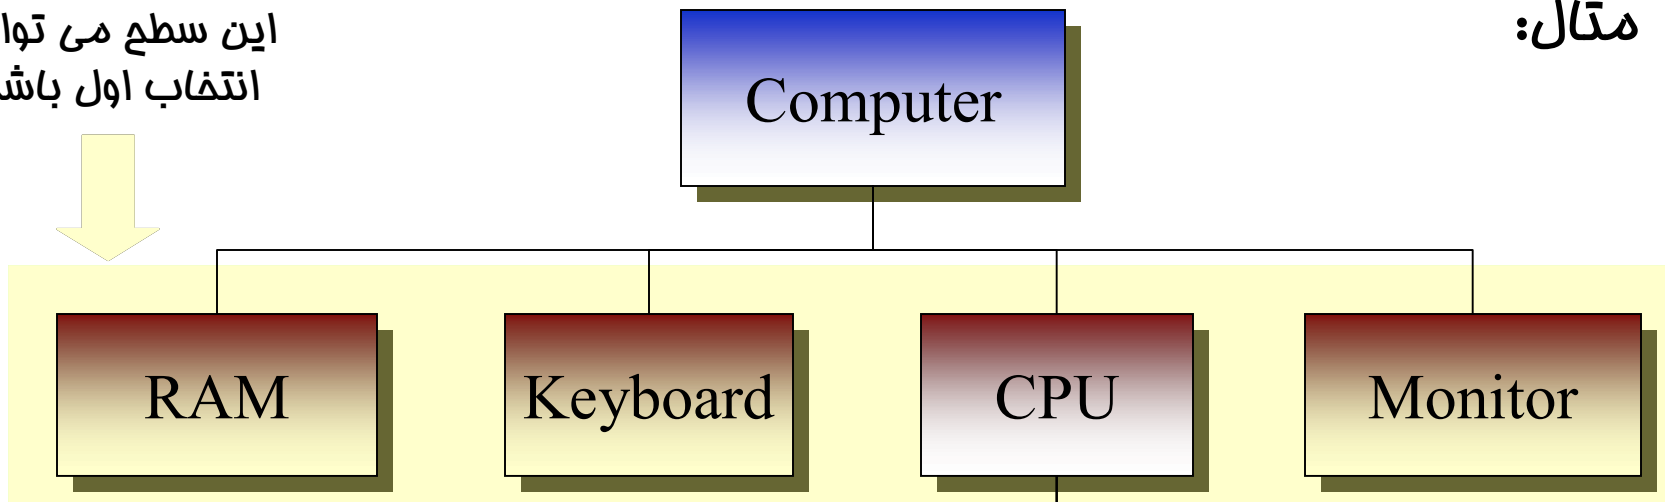 مثال:
این سطح می توا
انتخاب اول باش
Computer
RAM
Keyboard
CPU
Monitor